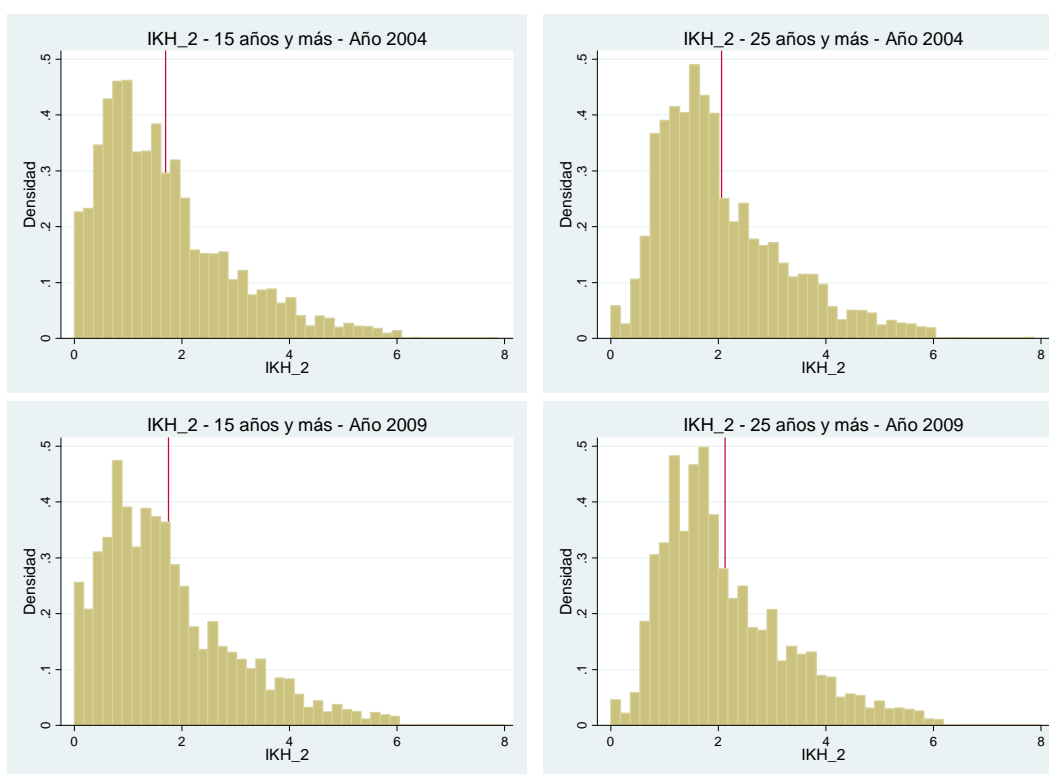 IKH_2 - 15 años y más - Año 2004
Densidad
0 .1 .2 .3 .4 .5
0 2 4 6 8
IKH_2
IKH_2 - 25 años y más - Año 2004
Densidad
0 .1 .2 .3 .4 .5
0 2 4 6 8
IKH_2
IKH_2 - 15 años y más - Año 2009
Densidad
0 .1 .2 .3 .4 .5
0 2 4 6 8
IKH_2
IKH_2 - 25 años y más - Año 2009
Densidad
0 .1 .2 .3 .4 .5
0 2 4 6 8
IKH_2